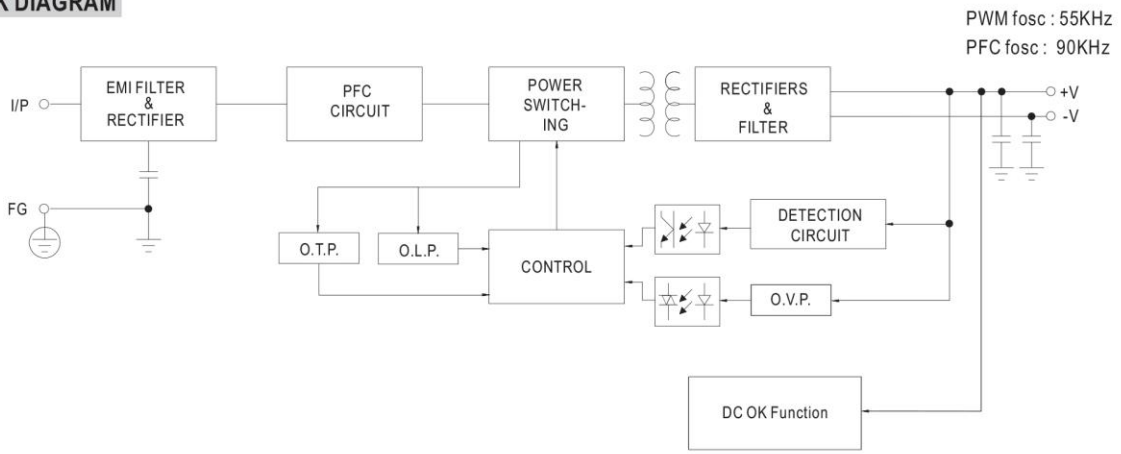 K DIAGRAM
PWM fosc : 55KHz
PFC fosc : 90KHz
I/P
EMI FILTER
&
RECTIFIER
PFC
CIRCUIT
POWER
SWITCH-
ING
RECTIFIERS
&
FILTER
+V
-V
FG
O.T.P.
O.L.P.
CONTROL
DETECTION
CIRCUIT
O.V.P.
DC OK Function